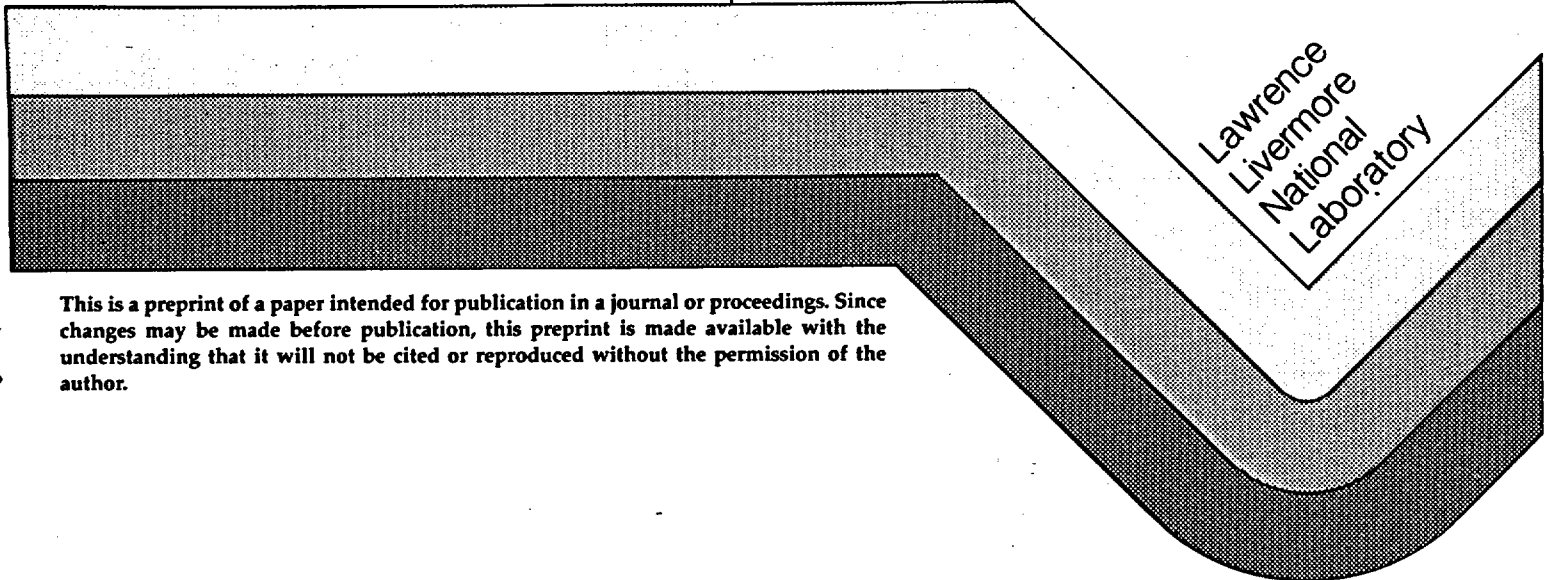 Lawrence
Livermore
National
Laboratory
This is a preprint of a paper intended for publication in a journal or proceedings. Since
changes may be made before publication, this preprint is made available with the
understanding that it will not be cited or reproduced without the permission of the
author.